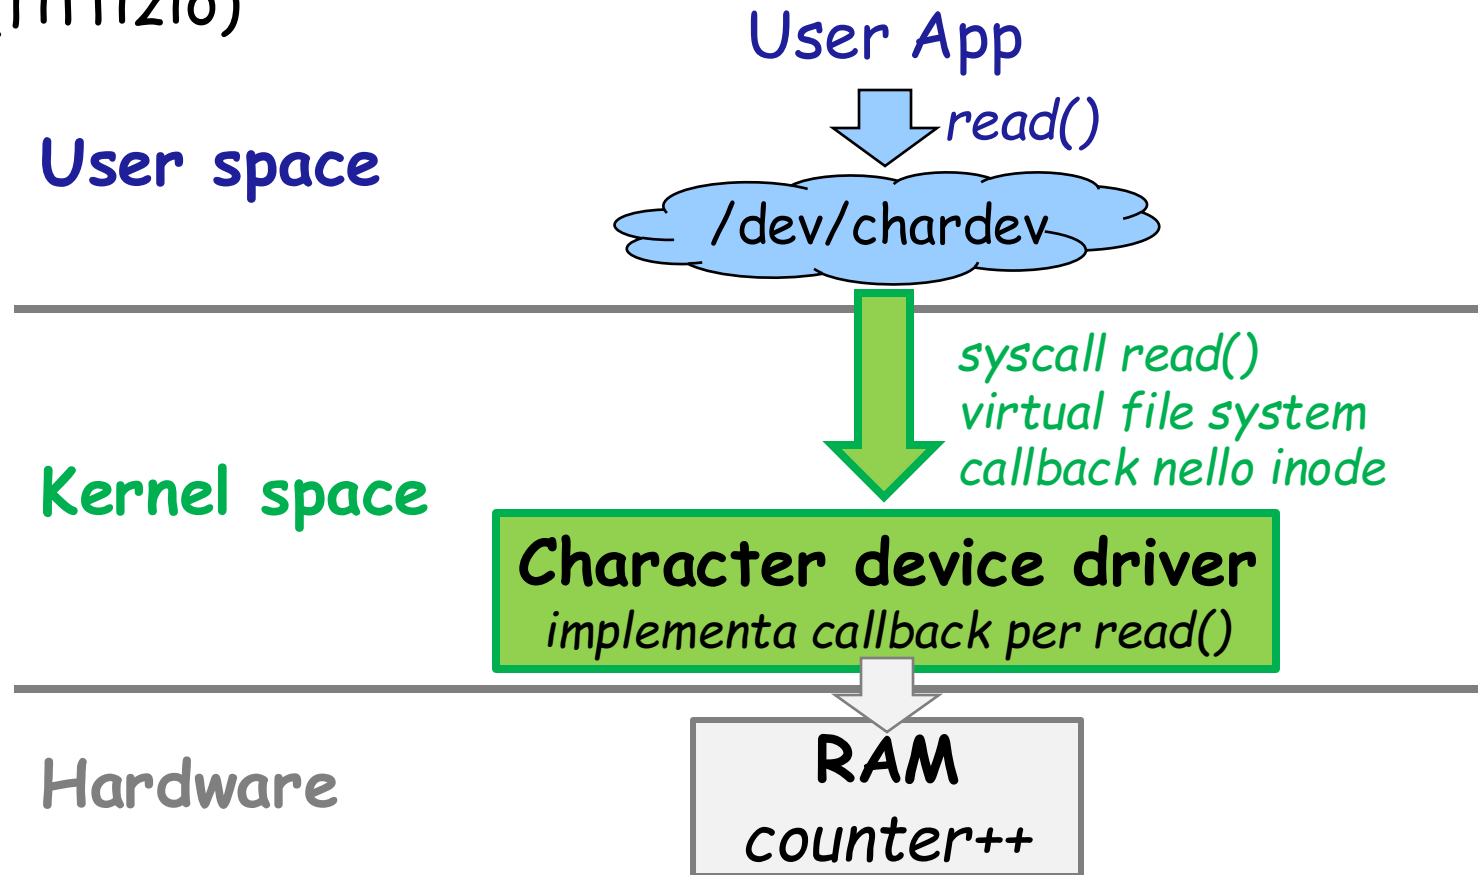 User App
read()
User space
/dev/chardev
syscall read()
virtual file system
callback nello inode
Kernel space
Character device driver
implementa callback per read()
RAM
Hardware
counter++